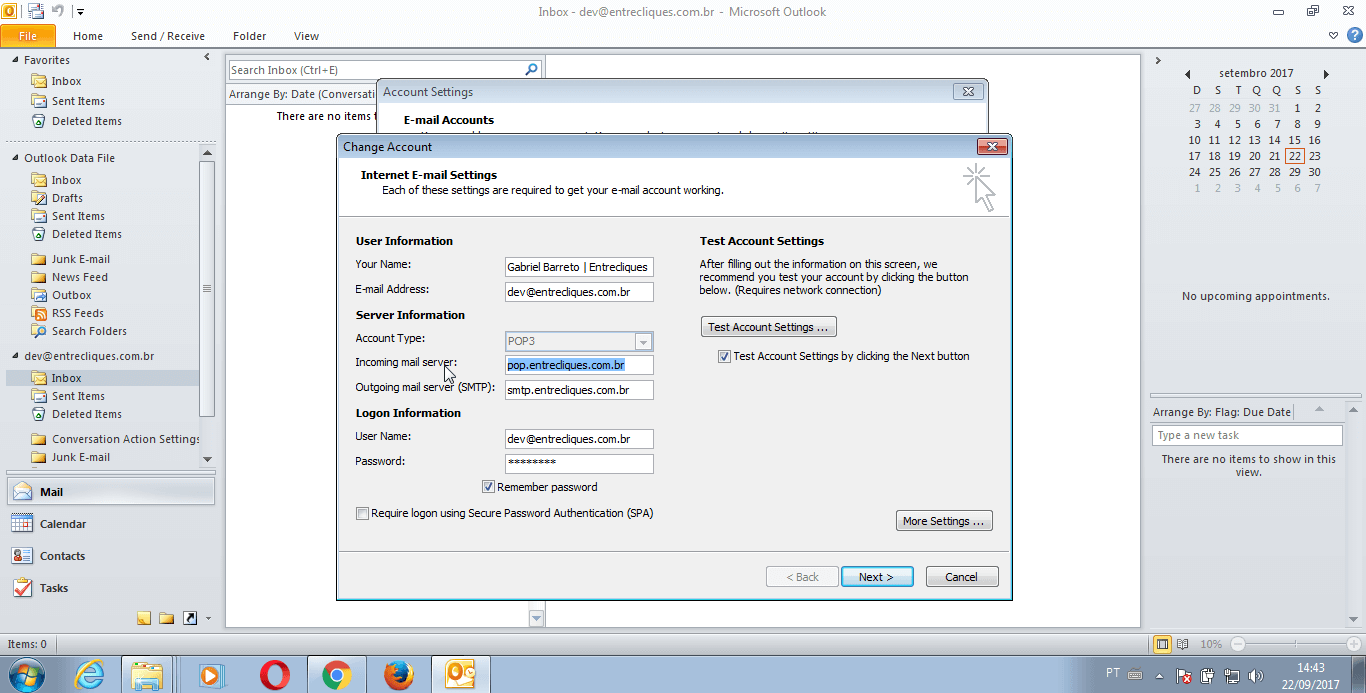 Inbox - dev@entrecliques.com.br - Microsoft Outlook
File Home Send / Receive Folder View
Favorites
Inbox
Sent Items
Deleted Items
Outlook Data File
Inbox
Drafts
Sent Items
Deleted Items
Junk E-mail
News Feed
Outbox
RSS Feeds
Search Folders
dev@entrecliques.com.br
Inbox
Sent Items
Deleted Items
Conversation Action Settings
Junk E-mail
Mail
Calendar
Contacts
Tasks
Search Inbox (Ctrl+E)
Arrange By: Date (Conversati
There are no items
Account Settings
E-mail Accounts
Change Account
Internet E-mail Settings
Each of these settings are required to get your e-mail account working.
User Information
Your Name: Gabriel Barreto | Entrecliques
E-mail Address: dev@entrecliques.com.br
Server Information
Account Type: POP3
Incoming mail server: pop.entrecliques.com.br
Outgoing mail server (SMTP): smtp.entrecliques.com.br
Logon Information
User Name: dev@entrecliques.com.br
Password: ********
Remember password
Require logon using Secure Password Authentication (SPA)
Test Account Settings
After filling out the information on this screen, we
recommend you test your account by clicking the button
below. (Requires network connection)
Test Account Settings ...
Test Account Settings by clicking the Next button
More Settings ...
< Back Next > Cancel
setembro 2017
D S T Q Q S S
27 28 29 30 31 1 2
3 4 5 6 7 8 9
10 11 12 13 14 15 16
17 18 19 20 21 22 23
24 25 26 27 28 29 30
1 2 3 4 5 6 7
No upcoming appointments.
Arrange By: Flag: Due Date
Type a new task
There are no items to show in this
view.
Items: 0
10%
PT
14:43
22/09/2017